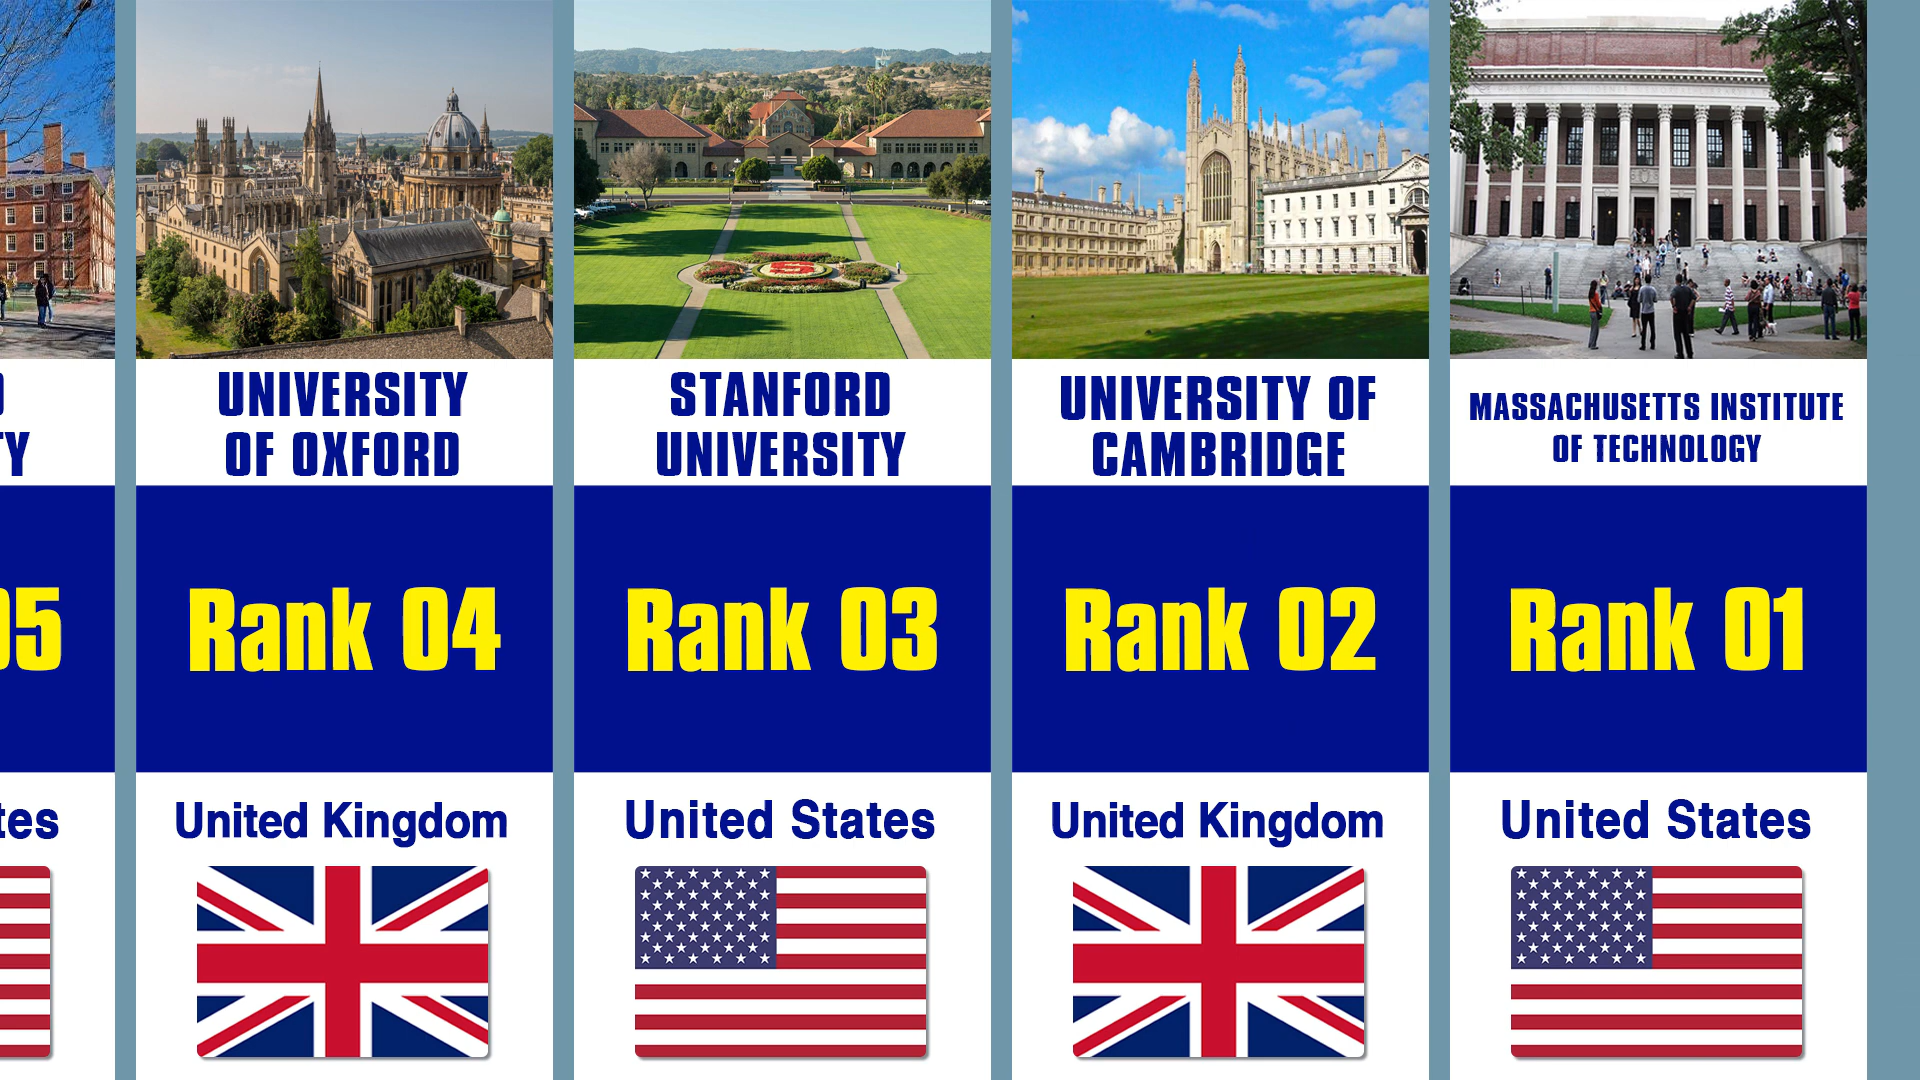 UNIVERSITY
OF OXFORD
Rank 04
United Kingdom
STANFORD
UNIVERSITY
Rank 03
United States
UNIVERSITY OF
CAMBRIDGE
Rank 02
United Kingdom
MASSACHUSETTS INSTITUTE
OF TECHNOLOGY
Rank 01
United States